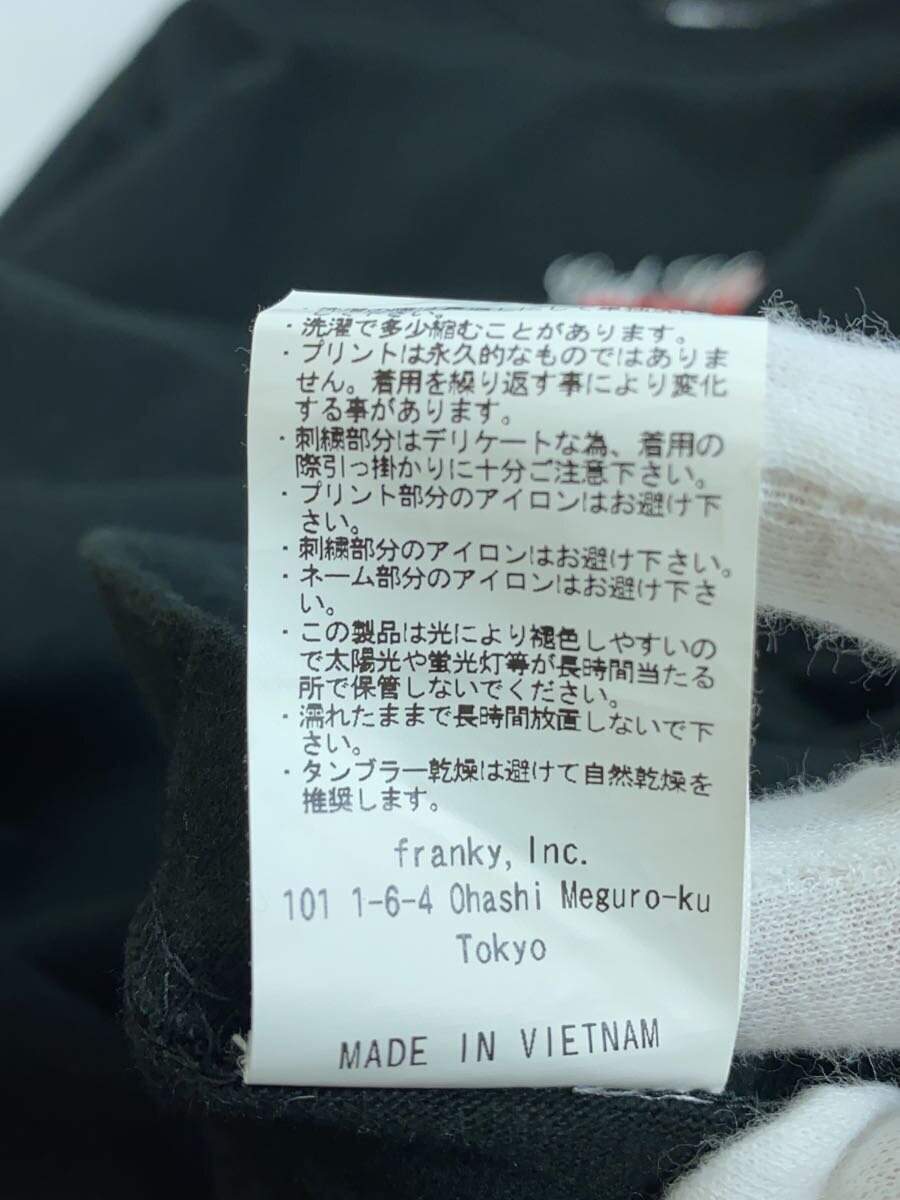 ・洗濯で多少縮むことがあります。
・プリントは永久的なものではありま
せん。着用を繰り返す事により変化
する事があります。
・刺繍部分はデリケートな為、着用の
際引っ掛かりに十分ご注意下さい。
・プリント部分のアイロンはお避け下
さい。
・刺繍部分のアイロンはお避け下さい。
・ネーム部分のアイロンはお避け下さ
い。
・この製品は光により褪色しやすいの
で太陽光や蛍光灯等が長時間当たる
所で保管しないでください。
・濡れたままで長時間放置しないで下
さい。
・タンブラー乾燥は避けて自然乾燥を
推奨します。
franky, Inc.
101 1-6-4 Ohashi Meguro-ku
Tokyo
MADE IN VIETNAM